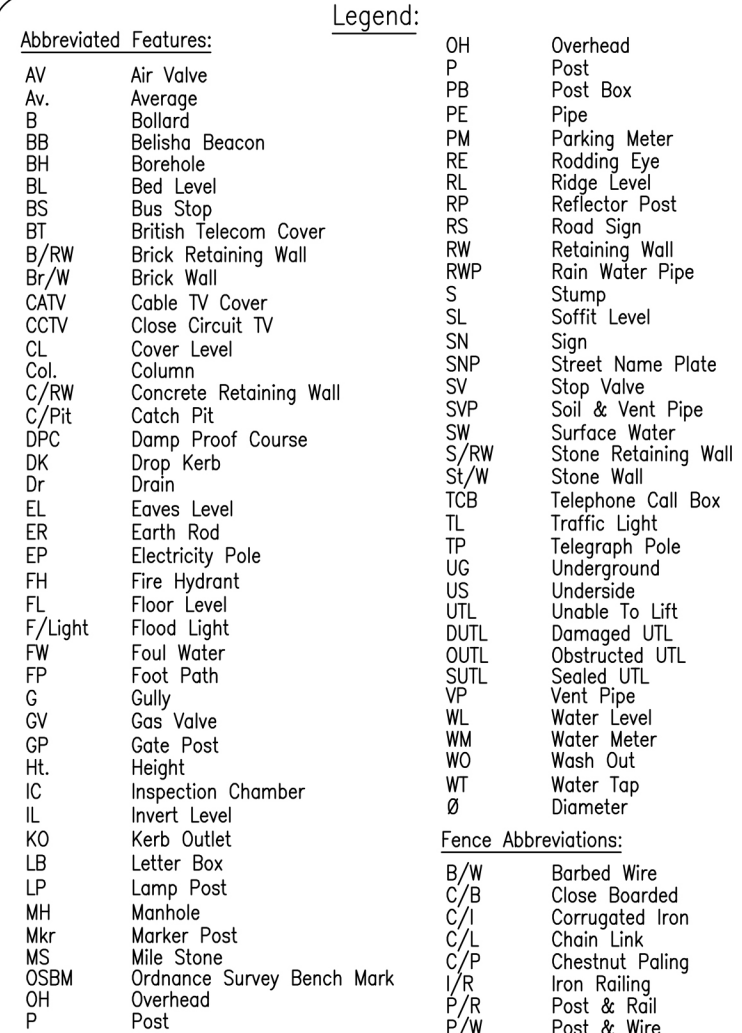 Legend:
Abbreviated Features:
AV Air Valve
Av. Average
B Bollard
BB Belisha Beacon
BH Borehole
BL Bed Level
BS Bus Stop
BT British Telecom Cover
B/RW Brick Retaining Wall
Br/W Brick Wall
CATV Cable TV Cover
CCTV Close Circuit TV
CL Cover Level
Col. Column
C/RW Concrete Retaining Wall
C/Pit Catch Pit
DPC Damp Proof Course
DK Drop Kerb
Dr Drain
EL Eaves Level
ER Earth Rod
EP Electricity Pole
FH Fire Hydrant
FL Floor Level
F/Light Flood Light
FW Foul Water
FP Foot Path
G Gully
GV Gas Valve
GP Gate Post
Ht. Height
IC Inspection Chamber
IL Invert Level
KO Kerb Outlet
LB Letter Box
LP Lamp Post
MH Manhole
Mkr Marker Post
MS Mile Stone
OSBM Ordnance Survey Bench Mark
OH Overhead
P Post
OH Overhead
P Post
PB Post Box
PE Pipe
PM Parking Meter
RE Rodding Eye
RL Ridge Level
RP Reflector Post
RS Road Sign
RW Retaining Wall
RWP Rain Water Pipe
S Stump
SL Soffit Level
SN Sign
SNP Street Name Plate
SV Stop Valve
SVP Soil & Vent Pipe
SW Surface Water
S/RW Stone Retaining Wall
St/W Stone Wall
TCB Telephone Call Box
TL Traffic Light
TP Telegraph Pole
UG Underground
US Underside
UTL Unable To Lift
DUTL Damaged UTL
OUTL Obstructed UTL
SUTL Sealed UTL
VP Vent Pipe
WL Water Level
WM Water Meter
WO Wash Out
WT Water Tap
Ø Diameter
Fence Abbreviations:
B/W Barbed Wire
C/B Close Boarded
C/I Corrugated Iron
C/L Chain Link
C/P Chestnut Paling
I/R Iron Railing
P/R Post & Rail
P/W Post & Wire